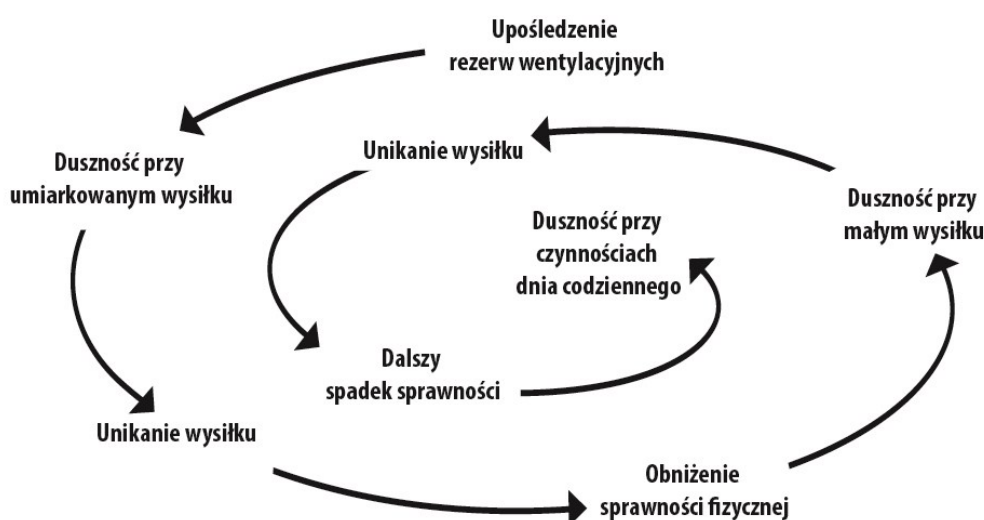 Upośledzenie
rezerw wentylacyjnych
Duszność przy
umiarkowanym wysiłku
Unikanie wysiłku
Obniżenie
sprawności fizycznej
Duszność przy
małym wysiłku
Unikanie wysiłku
Dalszy
spadek sprawności
Duszność przy
czynnościach
dnia codziennego